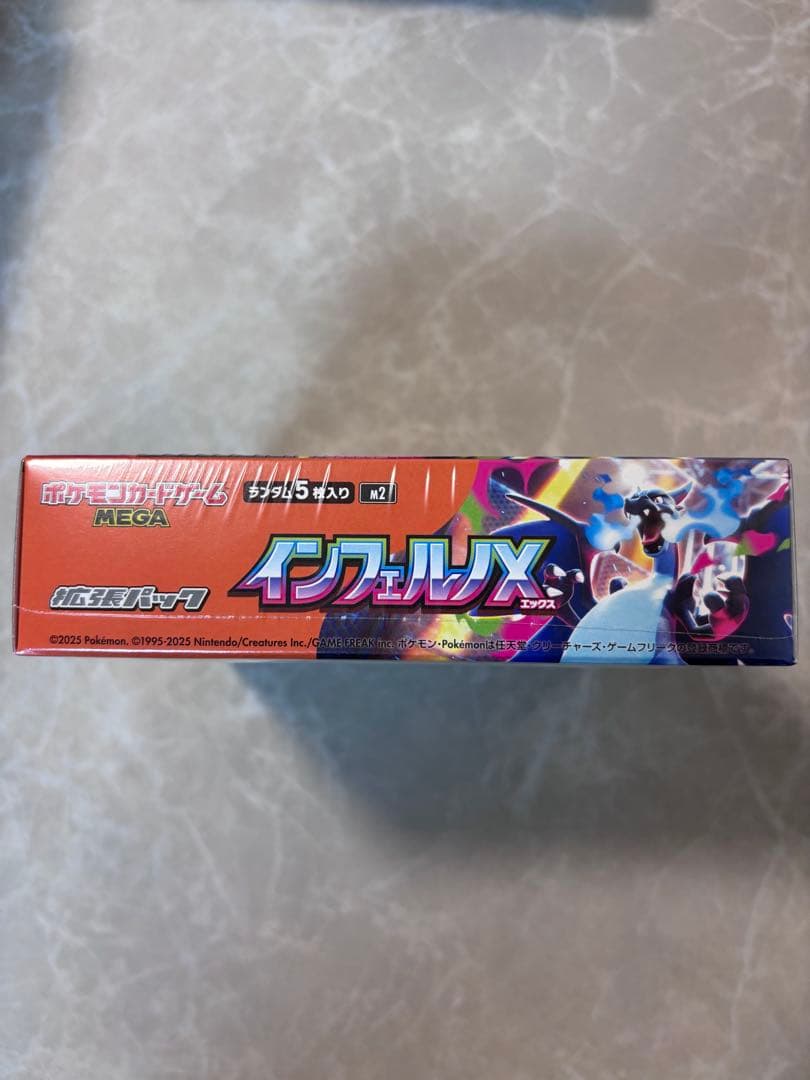 ポケモンカードゲーム
MEGA
ランダム5枚入り M2
インフェルノX
エックス
拡張パック
©2025 Pokémon. ©1995-2025 Nintendo/Creatures Inc./GAME FREAK inc. ポケモン・Pokémonは任天堂・クリーチャーズ・ゲームフリークの登録商標です。